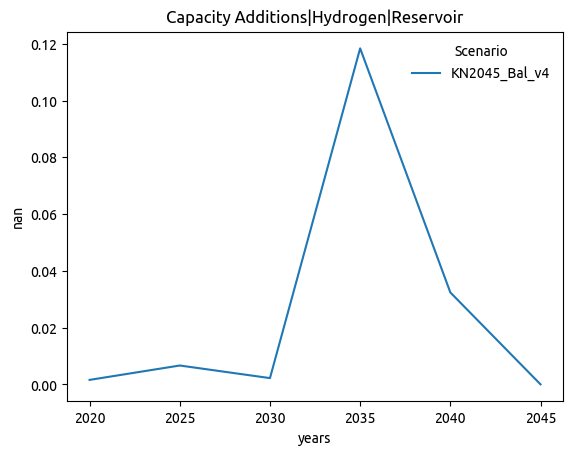 Capacity Additions|Hydrogen|Reservoir
Scenario
KN2045_Bal_v4
0.12
0.10
0.08
0.06
0.04
0.02
0.00
nan
2020 2025 2030 2035 2040 2045
years